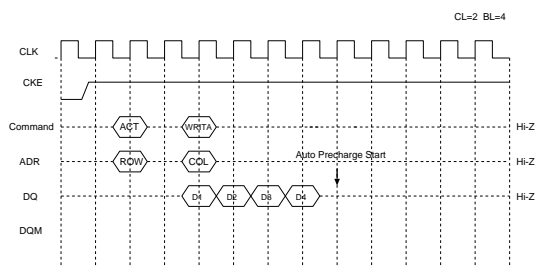 CL=2 BL=4
CLK
CKE
Command ACT WRITA Hi-Z
ADR ROW COL Auto Precharge Start Hi-Z
DQ D1 D2 D3 D4 Hi-Z
DQM